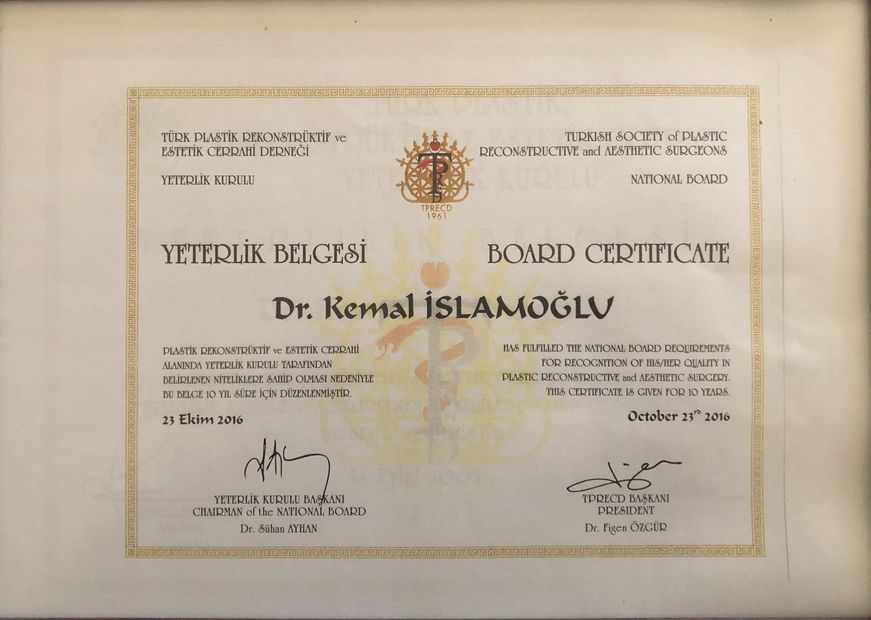 TÜRK PLASTİK REKONSTRÜKTİF ve
ESTETİK CERRAHİ DERNEĞİ
YETERLİK KURULU
TPRECD
1961
TURKISH SOCIETY of PLASTIC
RECONSTRUCTIVE and AESTHETIC SURGEONS
NATIONAL BOARD
YETERLİK BELGESİ
BOARD CERTIFICATE
Dr. Kemal İSLAMOĞLU
PLASTİK REKONSTRÜKTİF ve ESTETİK CERRAHİ
ALANINDA YETERLİK KURULU TARAFINDAN
BELİRLENEN NİTELİKLERE SAHİP OLMASI NEDENİYLE
BU BELGE 10 YIL SÜRE İÇİN DÜZENLENMİŞTİR.
23 Ekim 2016
HAS FULFILLED THE NATIONAL BOARD REQUIREMENTS
FOR RECOGNITION OF HIS/HER QUALITY IN
PLASTIC RECONSTRUCTIVE and AESTHETIC SURGERY.
THIS CERTIFICATE IS GIVEN FOR 10 YEARS.
October 23rd 2016
YETERLİK KURULU BAŞKANI
CHAIRMAN of the NATIONAL BOARD
Dr. Sühan AYHAN
TPRECD BAŞKANI
PRESIDENT
Dr. Figen ÖZGÜR